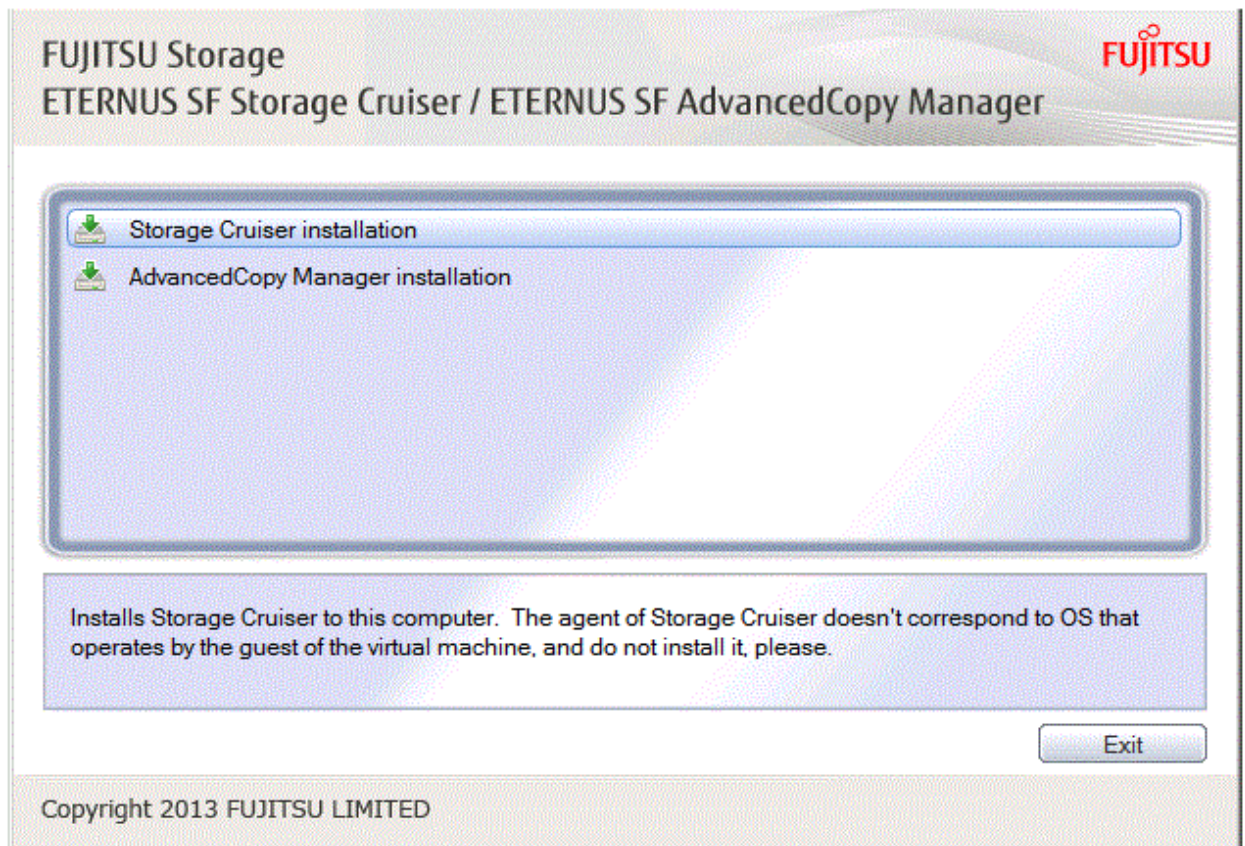 FUJITSU Storage
FUJITSU
ETERNUS SF Storage Cruiser / ETERNUS SF AdvancedCopy Manager
Storage Cruiser installation
AdvancedCopy Manager installation
Installs Storage Cruiser to this computer.  The agent of Storage Cruiser doesn't correspond to OS that
operates by the guest of the virtual machine, and do not install it, please.
Exit
Copyright 2013 FUJITSU LIMITED